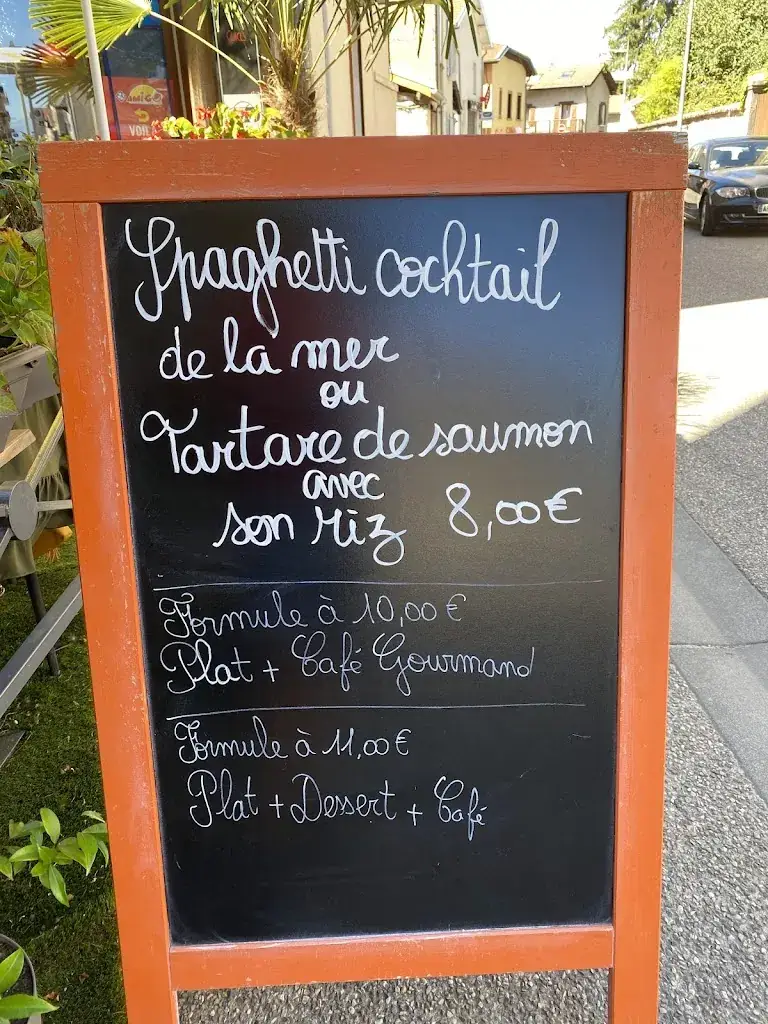 Spaghetti cochtail
de la mer
ou
Tartare de saumon
avec
son riz 8,00€
Formule à 10,00€
Plat + Café Gourmand
Formule à 11,00€
Plat + Dessert + Café